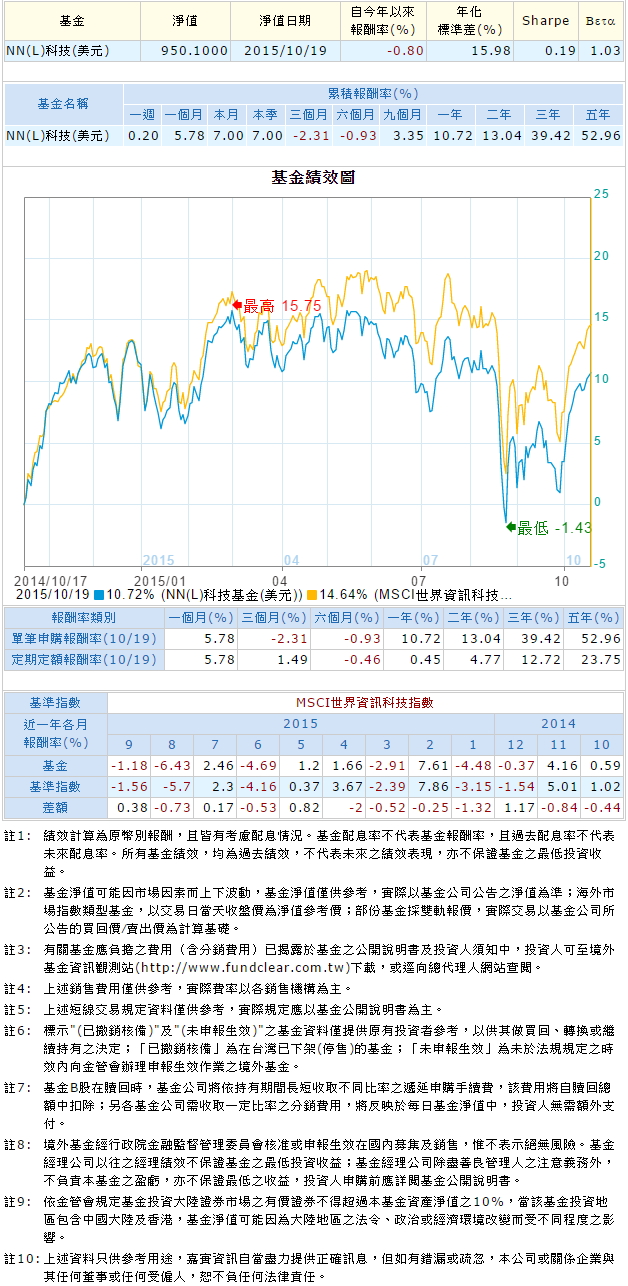 基金 淨值 淨值日期 自今年以來報酬率(%) 年化標準差(%) Sharpe Βετα
NN(L)科技(美元) 950.1000 2015/10/19 -0.80 15.98 0.19 1.03
基金名稱 累積報酬率(%)
一週 一個月 本月 本季 三個月 六個月 九個月 一年 二年 三年 五年
NN(L)科技(美元) 0.20 5.78 7.00 7.00 -2.31 -0.93 3.35 10.72 13.04 39.42 52.96
基金績效圖
25
20
15
10
5
0
-5
最高 15.75
最低 -1.43
2015 04 07 10
2014/10/17 2015/01 04 07 10
2015/10/19 10.72% (NN(L)科技基金(美元)) 14.64% (MSCI世界資訊科技...
報酬率類別 一個月(%) 三個月(%) 六個月(%) 一年(%) 二年(%) 三年(%) 五年(%)
單筆申購報酬率(10/19) 5.78 -2.31 -0.93 10.72 13.04 39.42 52.96
定期定額報酬率(10/19) 5.78 1.49 -0.46 0.45 4.77 12.72 23.75
基準指數 MSCI世界資訊科技指數
近一年各月報酬率(%) 2015 2014
9 8 7 6 5 4 3 2 1 12 11 10
基金 -1.18 -6.43 2.46 -4.69 1.2 1.66 -2.91 7.61 -4.48 -0.37 4.16 0.59
基準指數 -1.56 -5.7 2.3 -4.16 0.37 3.67 -2.39 7.86 -3.15 -1.54 5.01 1.02
差額 0.38 -0.73 0.17 -0.53 0.82 -2 -0.52 -0.25 -1.32 1.17 -0.84 -0.44
註1: 績效計算為原幣別報酬，且皆有考慮配息情況。基金配息率不代表基金報酬率，且過去配息率不代表
未來配息率。所有基金績效，均為過去績效，不代表未來之績效表現，亦不保證基金之最低投資收
益。
註2: 基金淨值可能因市場因素而上下波動，基金淨值僅供參考，實際以基金公司公告之淨值為準；海外市
場指數類型基金，以交易日當天收盤價為淨值參考價；部份基金採雙軌報價，實際交易以基金公司所
公告的買回價/賣出價為計算基礎。
註3: 有關基金應負擔之費用（含分銷費用）已揭露於基金之公開說明書及投資人須知中，投資人可至境外
基金資訊觀測站(http://www.fundclear.com.tw)下載，或逕向總代理人網站查閱。
註4: 上述銷售費用僅供參考，實際費率以各銷售機構為主。
註5: 上述短線交易規定資料僅供參考，實際規定應以基金公開說明書為主。
註6: 標示"(已撤銷核備)"及"(未申報生效)"之基金資料僅提供原有投資者參考，以供其做買回、轉換或繼
續持有之決定；「已撤銷核備」為在台灣已下架(停售)的基金；「未申報生效」為未於法規規定之時
效內向金管會辦理申報生效作業之境外基金。
註7: 基金B股在贖回時，基金公司將依持有期間長短收取不同比率之遞延申購手續費，該費用將自贖回總
額中扣除；另各基金公司需收取一定比率之分銷費用，將反映於每日基金淨值中，投資人無需額外支
付。
註8: 境外基金經行政院金融監督管理委員會核准或申報生效在國內募集及銷售，惟不表示絕無風險。基金
經理公司以往之經理績效不保證基金之最低投資收益；基金經理公司除盡善良管理人之注意義務外，
不負責本基金之盈虧，亦不保證最低之收益，投資人申購前應詳閱基金公開說明書。
註9: 依金管會規定基金投資大陸證券市場之有價證券不得超過本基金資產淨值之10%，當該基金投資地
區包含中國大陸及香港，基金淨值可能因為大陸地區之法令、政治或經濟環境改變而受不同程度之影
響。
註10: 上述資料只供參考用途，嘉實資訊自當盡力提供正確訊息，但如有錯漏或疏忽，本公司或關係企業與
其任何董事或任何受僱人，恕不負任何法律責任。